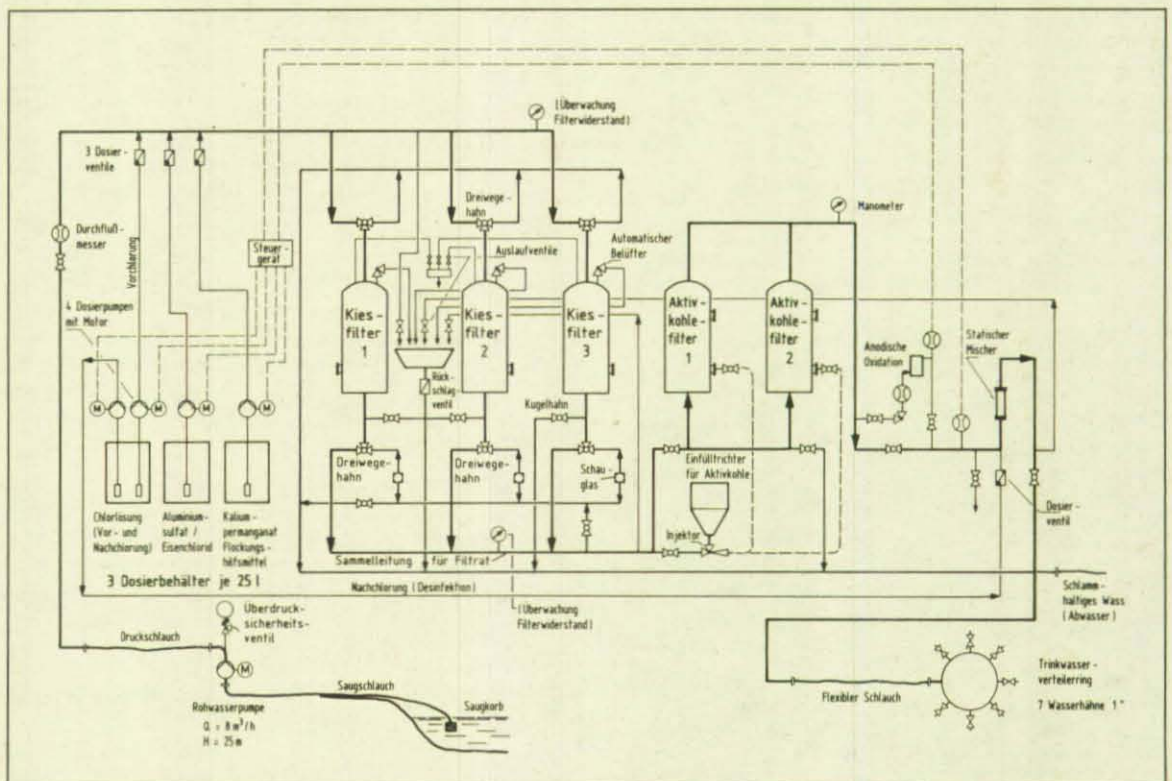 (Überwachung
Filterwiderstand)
3 Dosier-
ventile
Dreiwege-
hahn
Manometer
Durchfluß-
messer
Vorchlorung
Steuer-
gerät
Auslaufventile
Automatischer
Belüfter
4 Dosierpumpen
mit Motor
Kies-
filter
1
Kies-
filter
2
Kies-
filter
3
Aktiv-
kohle-
filter
1
Aktiv-
kohle-
filter
2
Anodische
Oxidation
Statischer
Mischer
Rück-
schlag
ventil
Kugelhahn
M
M
M
M
Dreiwege-
hahn
Dreiwege-
hahn
Schau-
glas
Einfülltrichter
für Aktivkohle
Injektor
Dosier-
ventil
Chlorlösung
(Vor- und
Nachchlorung)
Aluminium-
sulfat /
Eisenchlorid
Kalium-
permanganat
Flockungs-
hilfsmittel
3 Dosierbehälter je 25 l
Sammelleitung für Filtrat
Nachchlorung (Desinfektion)
(Überwachung
Filterwiderstand)
Schlamm-
haltiges Wass
(Abwasser)
Überdruck-
sicherheits-
ventil
Druckschlauch
M
Saugschlauch
Saugkorb
Rohwasserpumpe
Q = 8 m³/h
H = 25 m
Flexibler Schlauch
Trinkwasser-
verteilerring
7 Wasserhähne 1"